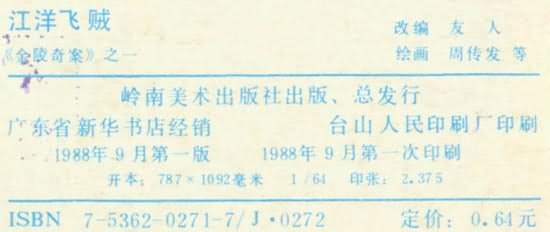 江洋飞贼 改编 友人
《金陵奇案》之一 绘画 周传发 等
岭南美术出版社出版、总发行
广东省新华书店经销 台山人民印刷厂印刷
1988年9月第一版 1988年9月第一次印刷
开本:787×1092毫米 1/64 印张:2.375
ISBN 7-5362-0271-7/J·0272 定价:0.64元